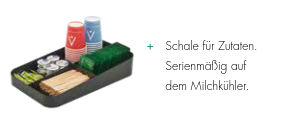 + Schale für Zutaten.
Serienmäßig auf
dem Milchkühler.